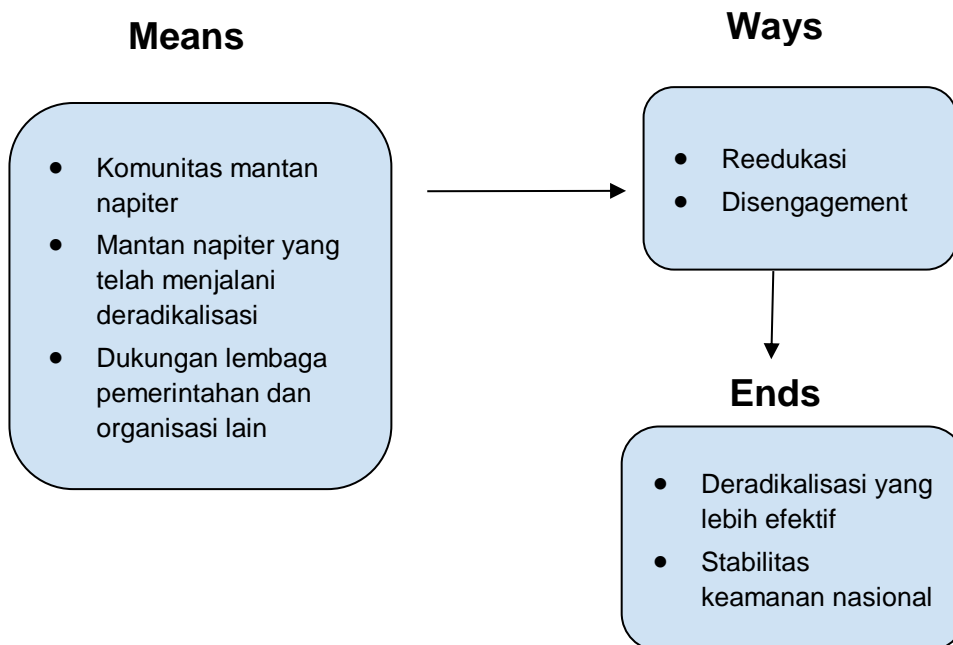 Means
• Komunitas mantan
napiter
• Mantan napiter yang
telah menjalani
deradikalisasi
• Dukungan lembaga
pemerintahan dan
organisasi lain
Ways
• Reedukasi
• Disengagement
Ends
• Deradikalisasi yang
lebih efektif
• Stabilitas
keamanan nasional